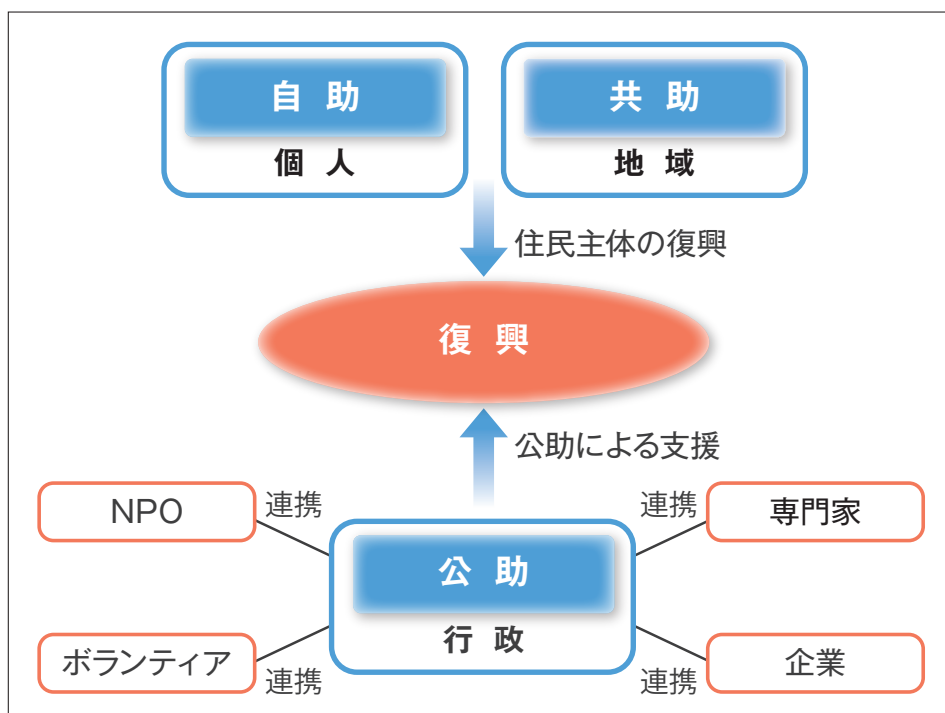 自助
個人
共助
地域
住民主体の復興
復興
公助による支援
NPO
連携
連携
専門家
公助
行政
ボランティア
連携
連携
企業